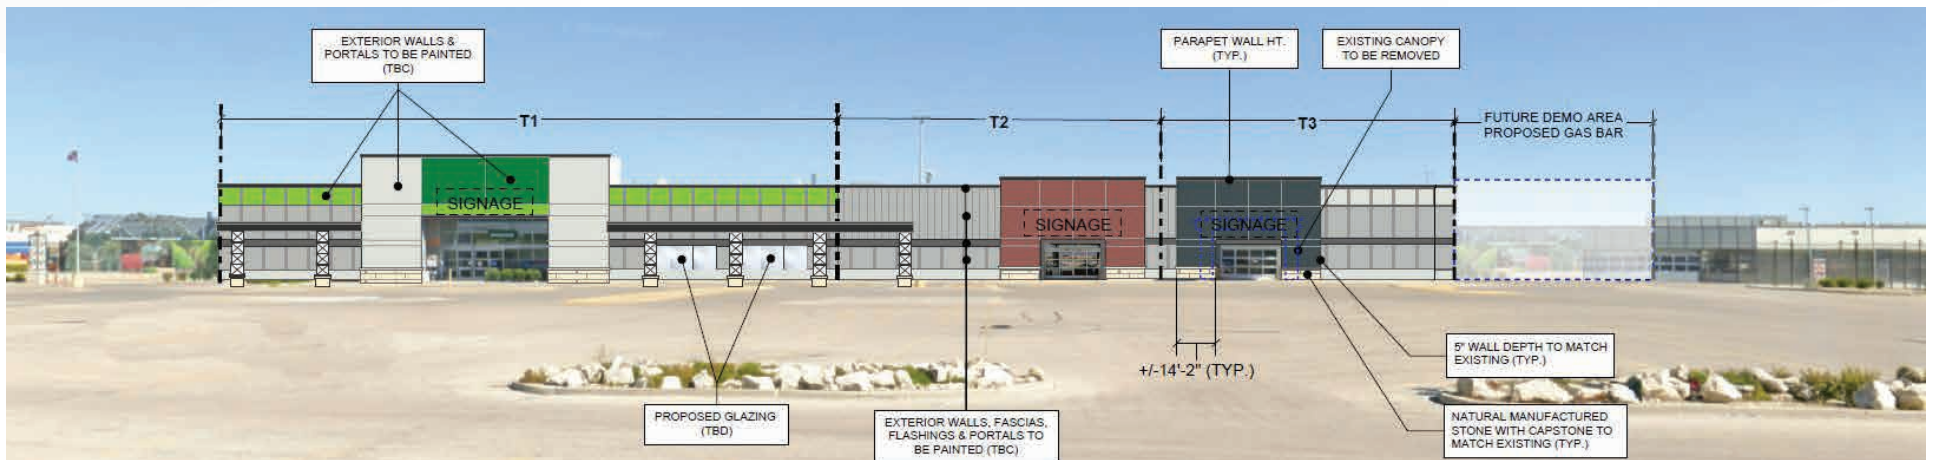 EXTERIOR WALLS &
PORTALS TO BE PAINTED
(TBC)
PARAPET WALL HT.
(TYP.)
EXISTING CANOPY
TO BE REMOVED
T1
T2
T3
FUTURE DEMO AREA
PROPOSED GAS BAR
SIGNAGE
SIGNAGE
SIGNAGE
+/-14'-2" (TYP.)
5" WALL DEPTH TO MATCH
EXISTING (TYP.)
PROPOSED GLAZING
(TBD)
EXTERIOR WALLS, FASCIAS,
FLASHINGS & PORTALS TO
BE PAINTED (TBC)
NATURAL MANUFACTURED
STONE WITH CAPSTONE TO
MATCH EXISTING (TYP.)